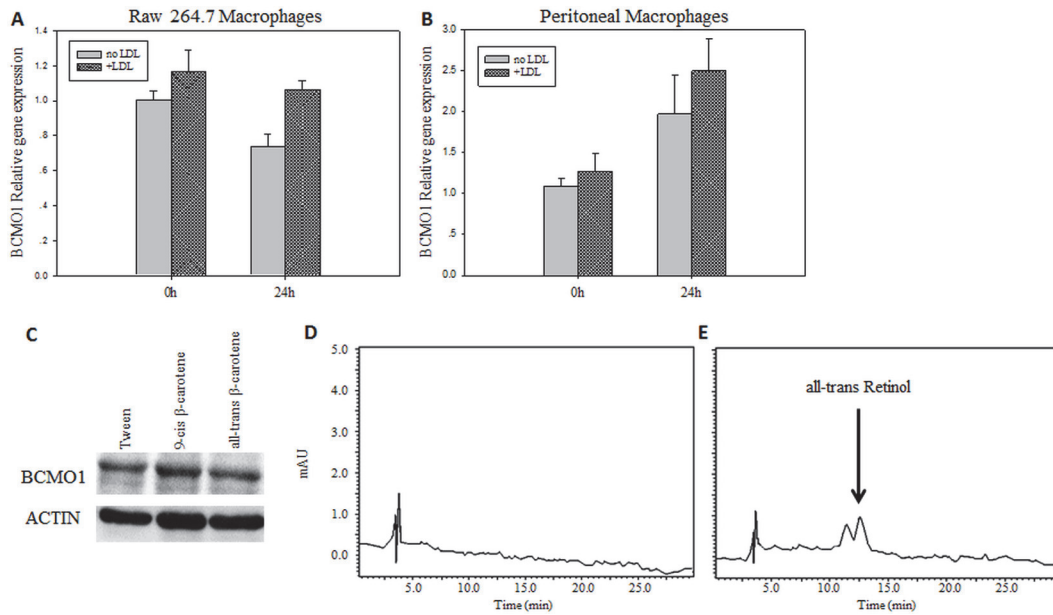 A
Raw 264.7 Macrophages
BCMO1 Relative gene expression
1.4
1.2
1.0
.8
.6
.4
.2
0.0
no LDL
+LDL
0h
24h
B
Peritoneal Macrophages
BCMO1 Relative gene expression
3.0
2.5
2.0
1.5
1.0
.5
0.0
no LDL
+LDL
0h
24h
C
Tween
9-cis β-carotene
all-trans β-carotene
BCMO1
ACTIN
D
mAU
5.0
4.0
3.0
2.0
1.0
0.0
5.0 10.0 15.0 20.0 25.0
Time (min)
E
all-trans Retinol
5.0 10.0 15.0 20.0 25.0
Time (min)